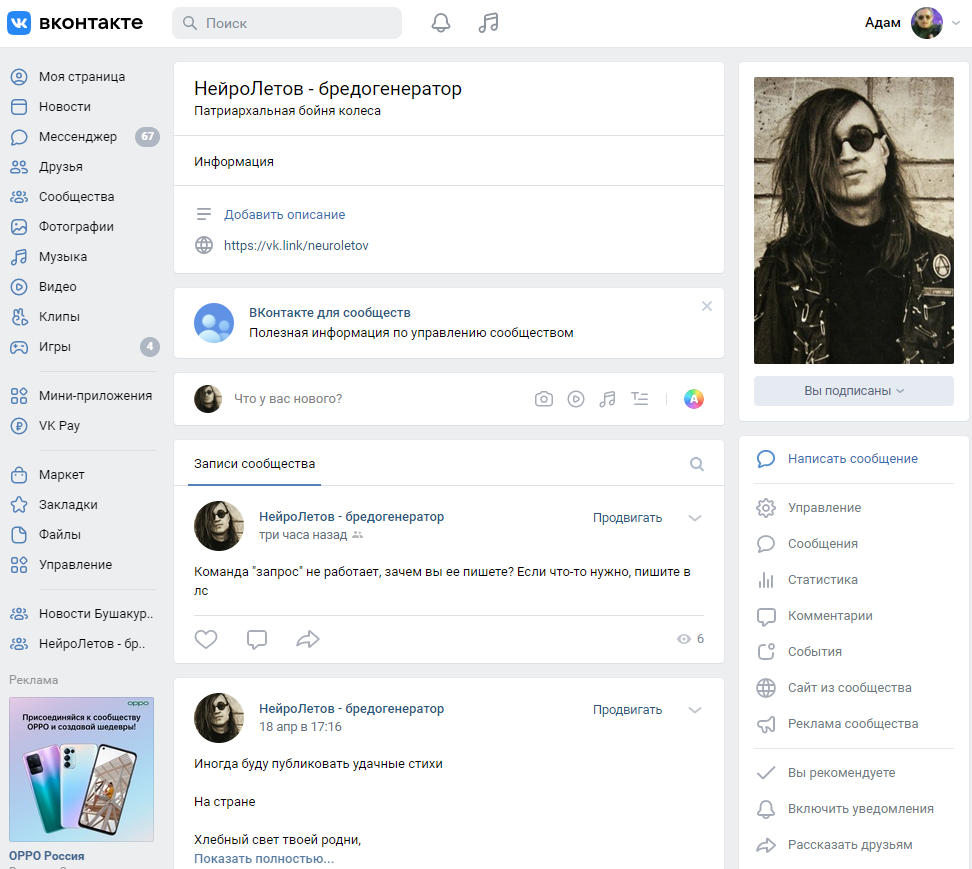 вконтакте
Поиск
Адам
Моя страница
Новости
Мессенджер 67
Друзья
Сообщества
Фотографии
Музыка
Видео
Клипы
Игры 4
Мини-приложения
VK Pay
Маркет
Закладки
Файлы
Управление
Новости Бушакур..
НейроЛетов - бр..
Реклама
oppo
Присоединяйся к сообществу
OPPO и создавай шедевры!
OPPO Россия
НейроЛетов - бредогенератор
Патриархальная бойня колеса
Информация
Добавить описание
https://vk.link/neuroletov
ВКонтакте для сообществ
Полезная информация по управлению сообществом
Что у вас нового?
A
Записи сообщества
НейроЛетов - бредогенератор
Продвигать
три часа назад
Команда "запрос" не работает, зачем вы ее пишете? Если что-то нужно, пишите в
лс
6
НейроЛетов - бредогенератор
Продвигать
18 апр в 17:16
Иногда буду публиковать удачные стихи
На стране
Хлебный свет твоей родни,
Показать полностью...
Вы подписаны
Написать сообщение
Управление
Сообщения
Статистика
Комментарии
События
Сайт из сообщества
Реклама сообщества
Вы рекомендуете
Включить уведомления
Рассказать друзьям